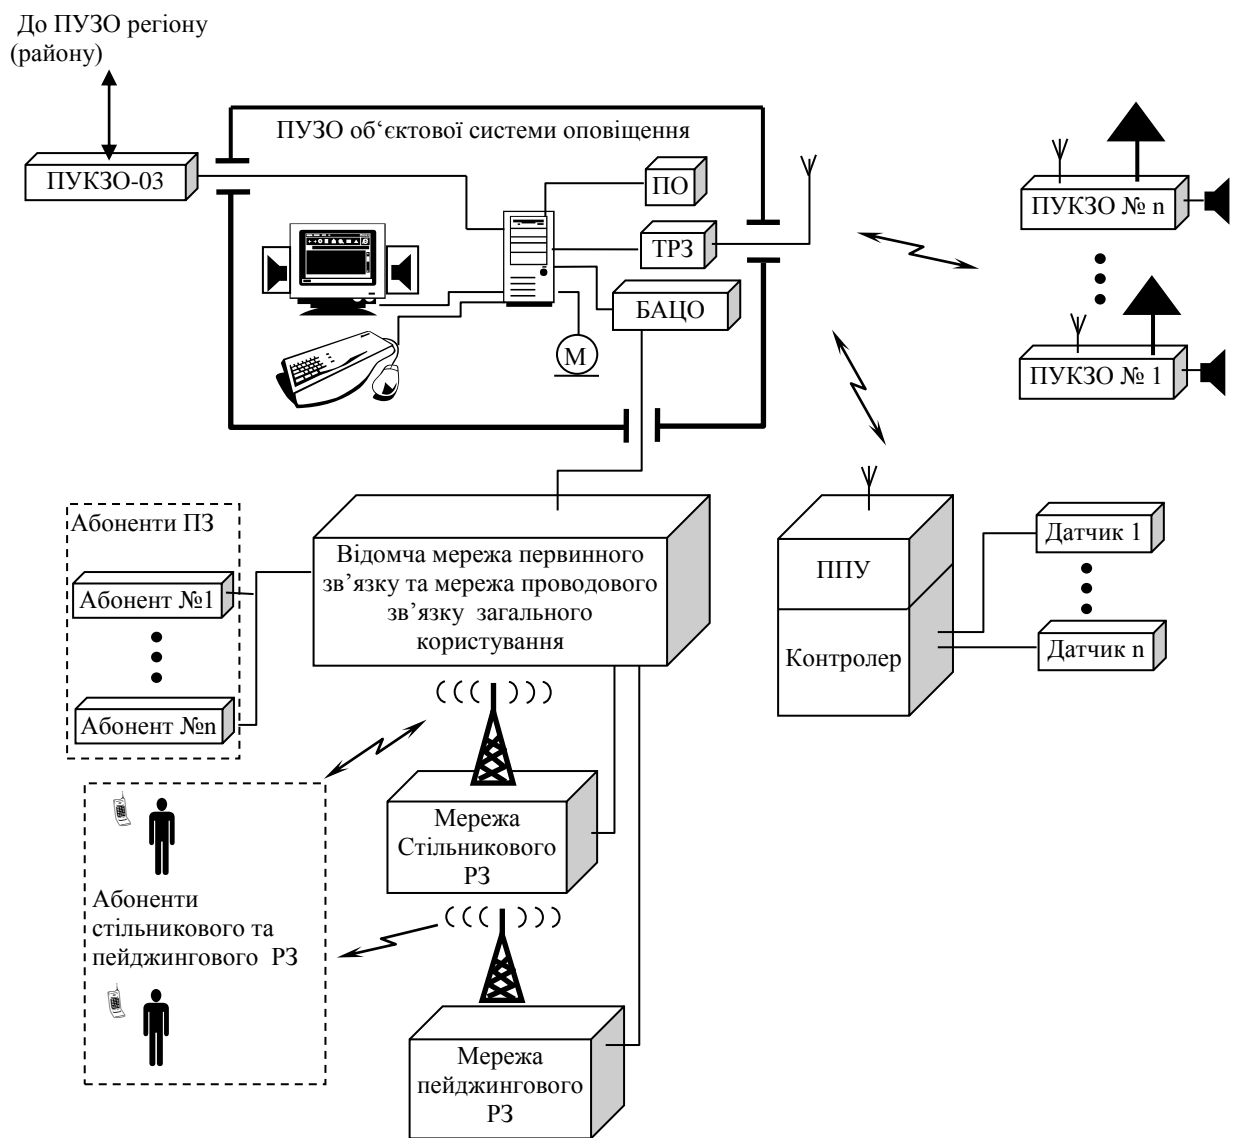 До ПУЗО регіону
(району)
ПУЗО об‘єктової системи оповіщення
ПУКЗО-03
ПО
ТРЗ
БАЦО
М
ПУКЗО № n
ПУКЗО № 1
Абоненти ПЗ
Абонент №1
Абонент №n
Відомча мережа первинного
зв’язку та мережа проводового
зв’язку загального
користування
ППУ
Контролер
Датчик 1
Датчик n
Мережа
Стільникового
РЗ
Абоненти
стільникового та
пейджингового РЗ
Мережа
пейджингового
РЗ